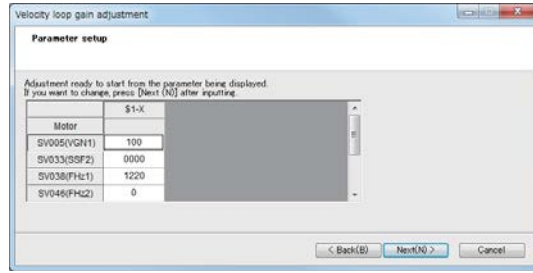 Velocity loop gain adjustment
Parameter setup
Adjustment ready to start from the parameter being displayed.
If you want to change, press [Next (N)] after inputting.
$1-X
Motor
SV005(VGN1) 100
SV033(SSF2) 0000
SV038(FHz1) 1220
SV046(FHz2) 0
< Back(B) Next(N) > Cancel